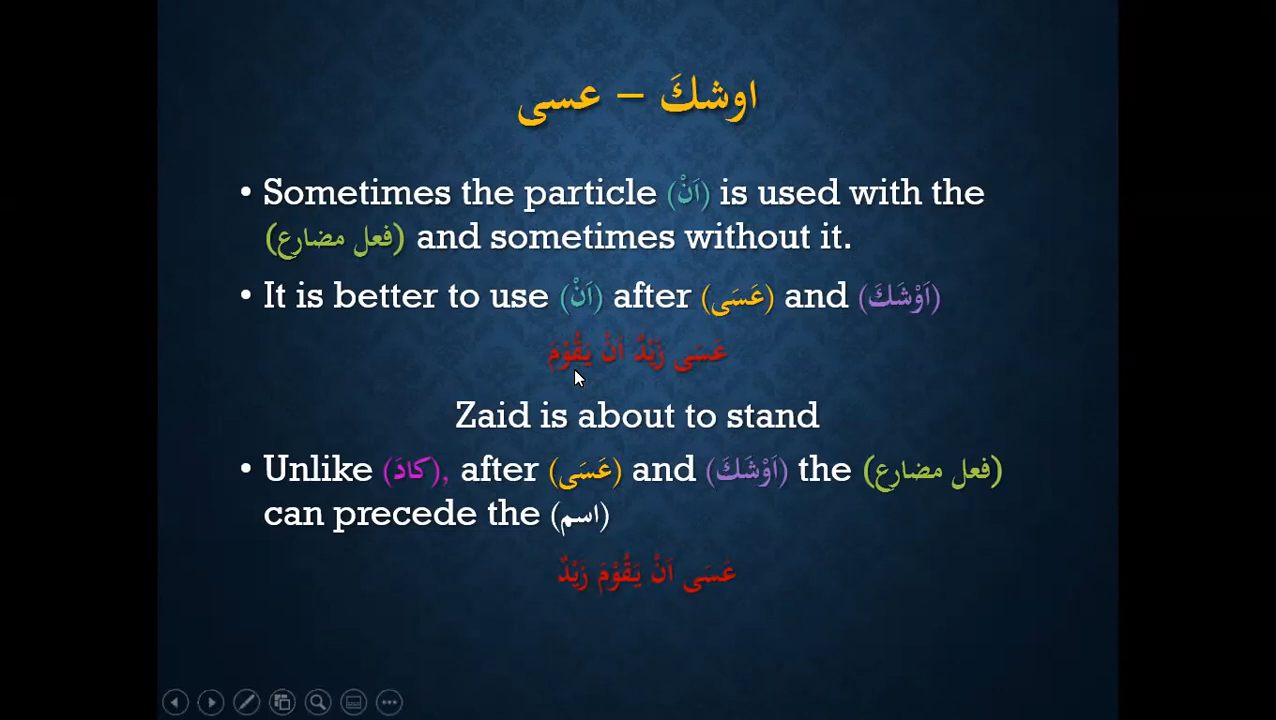 اوشكَ – عسى
• Sometimes the particle (اَنْ) is used with the
(فعل مضارع) and sometimes without it.
• It is better to use (اَنْ) after (عَسَى) and (اَوْشَكَ)
عَسَى زَيْدٌ اَنْ يَقُوْمَ
Zaid is about to stand
• Unlike (كادَ), after (عَسَى) and (اَوْشَكَ) the (فعل مضارع)
can precede the (اسم)
عَسَى اَنْ يَقُوْمَ زَيْدٌ